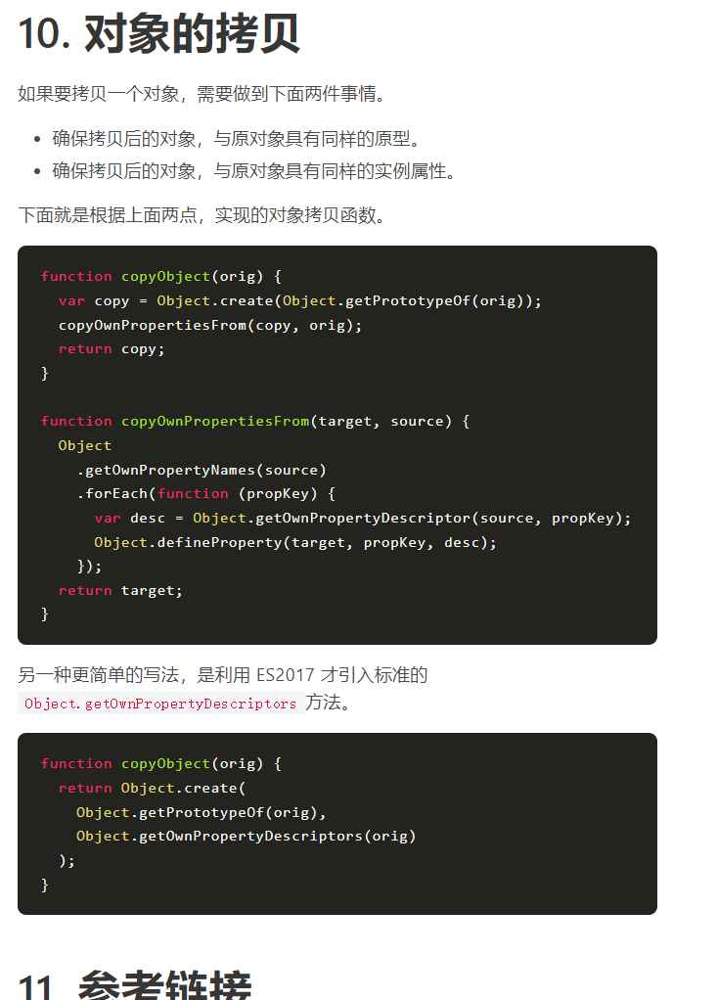 10. 对象的拷贝
如果要拷贝一个对象，需要做到下面两件事情。
• 确保拷贝后的对象，与原对象具有同样的原型。
• 确保拷贝后的对象，与原对象具有同样的实例属性。
下面就是根据上面两点，实现的对象拷贝函数。
function copyObject(orig) {
  var copy = Object.create(Object.getPrototypeOf(orig));
  copyOwnPropertiesFrom(copy, orig);
  return copy;
}
function copyOwnPropertiesFrom(target, source) {
  Object
    .getOwnPropertyNames(source)
    .forEach(function (propKey) {
      var desc = Object.getOwnPropertyDescriptor(source, propKey);
      Object.defineProperty(target, propKey, desc);
    });
  return target;
}
另一种更简单的写法，是利用 ES2017 才引入标准的
Object.getOwnPropertyDescriptors 方法。
function copyObject(orig) {
  return Object.create(
    Object.getPrototypeOf(orig),
    Object.getOwnPropertyDescriptors(orig)
  );
}
11. 参考链接